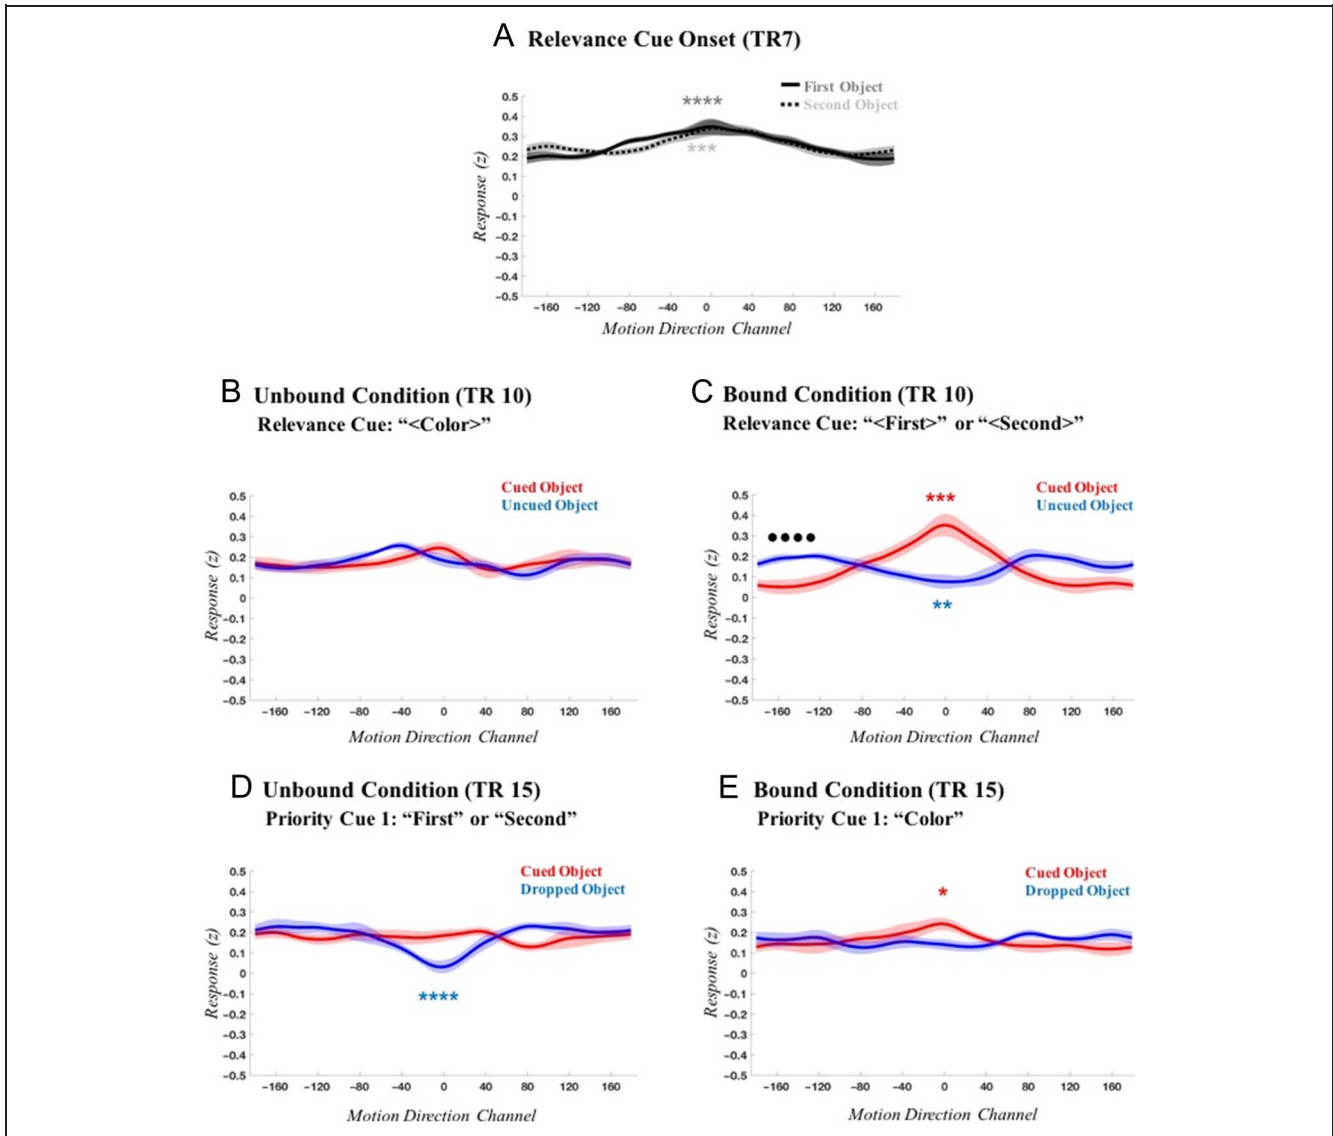 A Relevance Cue Onset (TR7)
First Object
Second Object
****
***
0.5
0.4
0.3
0.2
0.1
0
−0.1
−0.2
−0.3
−0.4
−0.5
Response (z)
−160 −120 −80 −40 0 40 80 120 160
Motion Direction Channel
B Unbound Condition (TR 10)
Relevance Cue: “<Color>”
Cued Object
Uncued Object
0.5
0.4
0.3
0.2
0.1
0
−0.1
−0.2
−0.3
−0.4
−0.5
Response (z)
−160 −120 −80 −40 0 40 80 120 160
Motion Direction Channel
C Bound Condition (TR 10)
Relevance Cue: “<First>” or “<Second>”
Cued Object
Uncued Object
***
••••
**
0.5
0.4
0.3
0.2
0.1
0
−0.1
−0.2
−0.3
−0.4
−0.5
Response (z)
−160 −120 −80 −40 0 40 80 120 160
Motion Direction Channel
D Unbound Condition (TR 15)
Priority Cue 1: “First” or “Second”
Cued Object
Dropped Object
****
0.5
0.4
0.3
0.2
0.1
0
−0.1
−0.2
−0.3
−0.4
−0.5
Response (z)
−160 −120 −80 −40 0 40 80 120 160
Motion Direction Channel
E Bound Condition (TR 15)
Priority Cue 1: “Color”
Cued Object
Dropped Object
*
0.5
0.4
0.3
0.2
0.1
0
−0.1
−0.2
−0.3
−0.4
−0.5
Response (z)
−160 −120 −80 −40 0 40 80 120 160
Motion Direction Channel